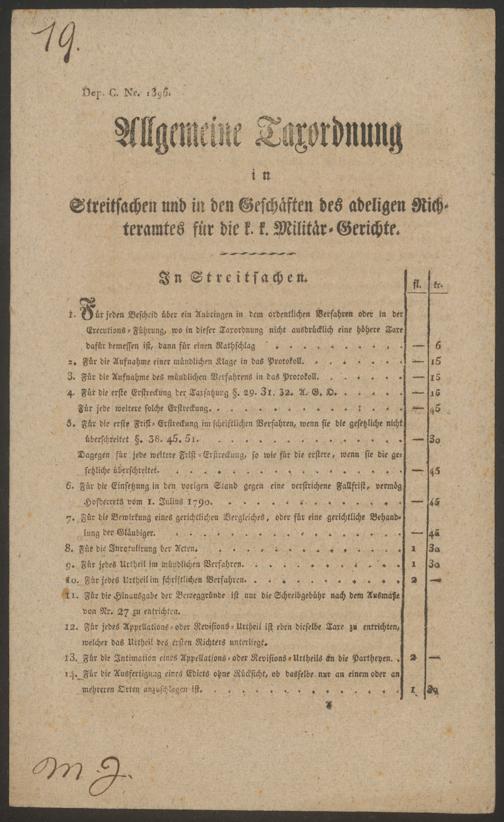 19.
Dep. C. Nr. 1896.
Allgemeine Taxordnung
in
Streitsachen und in den Geschäften des adeligen Rich-
teramtes für die k. k. Militär-Gerichte.
In Streitsachen.
fl. kr.
1. Für jeden Bescheid über ein Anbringen in dem ordentlichen Verfahren oder in der
Executions-Führung, wo in dieser Taxordnung nicht ausdrücklich eine höhere Taxe
dafür bemessen ist, dann für einen Rathschlag — 6
2. Für die Aufnahme einer mündlichen Klage in das Protokoll. — 15
3. Für die Aufnahme des mündlichen Verfahrens in das Protokoll. — 15
4. Für die erste Erstreckung der Tagsatzung §. 29. 31. 32. A. G. O. — 15
Für jede weitere solche Erstreckung. — 45
5. Für die erste Frist-Erstreckung im schriftlichen Verfahren, wenn sie die gesetzliche nicht
überschreitet §. 38. 45. 51. — 30
Dagegen für jede weitere Frist-Erstreckung, so wie für die erstere, wenn sie die ge-
setzliche überschreitet. — 45
6. Für die Einsetzung in den vorigen Stand gegen eine verstrichene Fallfrist, vermög
Hofdecrets vom 1. Julius 1790. — 45
7. Für die Bewirkung eines gerichtlichen Vergleiches, oder für eine gerichtliche Behand-
lung der Gläubiger. — 45
8. Für die Inrotulirung der Acten. 1 30
9. Für jedes Urtheil im mündlichen Verfahren. 1 30
10. Für jedes Urtheil im schriftlichen Verfahren. 2 —
11. Für die Hinausgabe der Beweggründe ist nur die Schreibgebühr nach dem Ausmaße
von Nr. 27 zu entrichten.
12. Für jedes Appellations- oder Revisions-Urtheil ist eben dieselbe Taxe zu entrichten,
welcher das Urtheil des ersten Richters unterliegt.
13. Für die Intimation eines Appellations- oder Revisions-Urtheils an die Partheyen. 2 —
14. Für die Ausfertigung eines Edicts ohne Rücksicht, ob dasselbe nur an einem oder an
mehreren Orten anzuschlagen ist. 1 30
M. J.